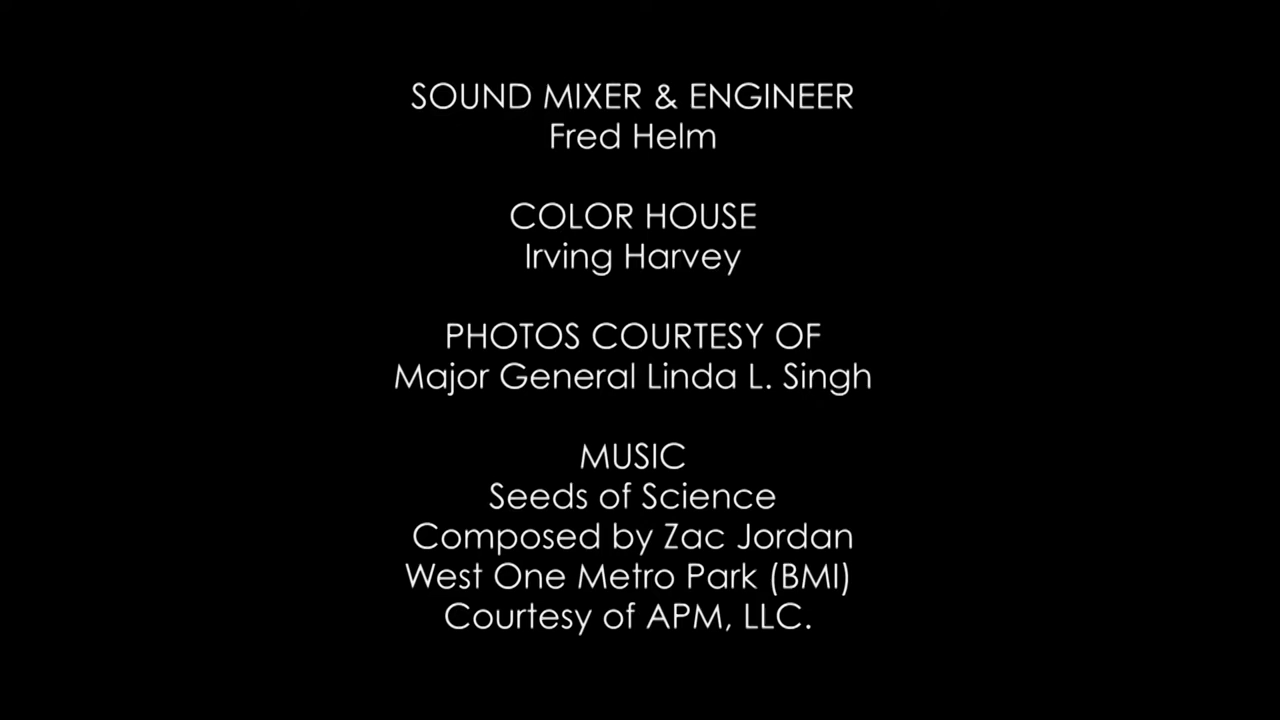 SOUND MIXER & ENGINEER
Fred Helm
COLOR HOUSE
Irving Harvey
PHOTOS COURTESY OF
Major General Linda L. Singh
MUSIC
Seeds of Science
Composed by Zac Jordan
West One Metro Park (BMI)
Courtesy of APM, LLC.